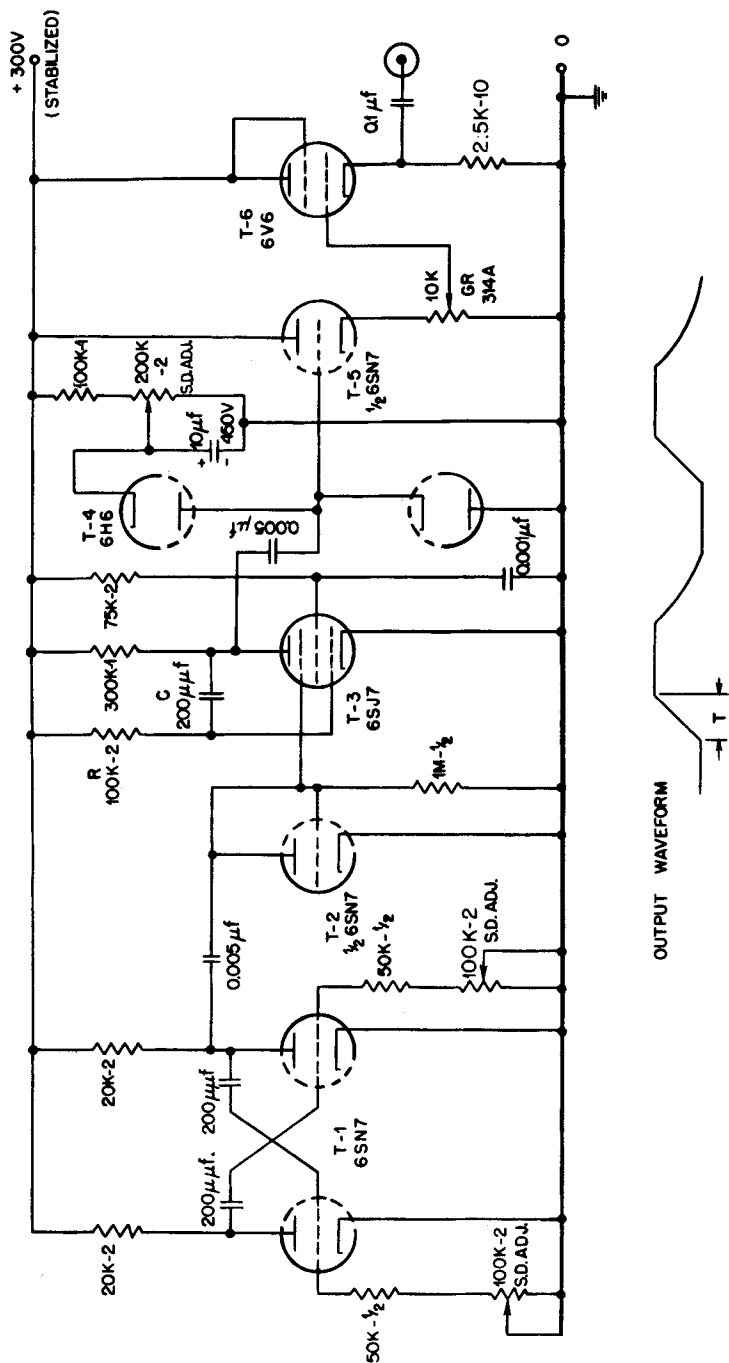 + 300V
(STABILIZED)
20K-2
20K-2
200μμf.
200μμf
T-1
6SN7
50K-½
100K-2
S.D. ADJ.
50K-½
100K-2
S.D. ADJ.
0.005μf
T-2
½ 6SN7
1M-½
R
100K-2
C
200μμf
300K-1
75K-2
T-3
6SJ7
0.001μf
0.005μf
T-4
6H6
100K-1
200K
-2
S.D. ADJ.
+
10μf
450V
-
T-5
½ 6SN7
10K
GR
314A
T-6
6V6
0.1μf
2.5K-10
0
T
OUTPUT WAVEFORM